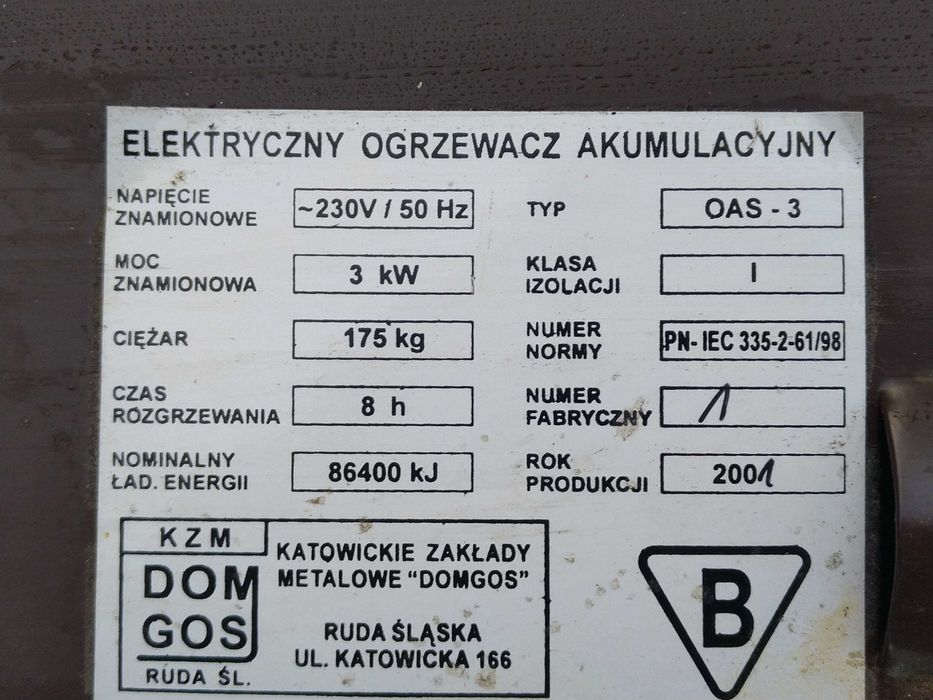 ELEKTRYCZNY OGRZEWACZ AKUMULACYJNY
NAPIĘCIE ZNAMIONOWE ~230V / 50 Hz
TYP OAS - 3
MOC ZNAMIONOWA 3 kW
KLASA IZOLACJI I
CIĘŻAR 175 kg
NUMER NORMY PN- IEC 335-2-61/98
CZAS ROZGRZEWANIA 8 h
NUMER FABRYCZNY 1
NOMINALNY ŁAD. ENERGII 86400 kJ
ROK PRODUKCJI 2001
KZM
DOM
GOS
RUDA ŚL.
KATOWICKIE ZAKŁADY
METALOWE "DOMGOS"
RUDA ŚLĄSKA
UL. KATOWICKA 166
B